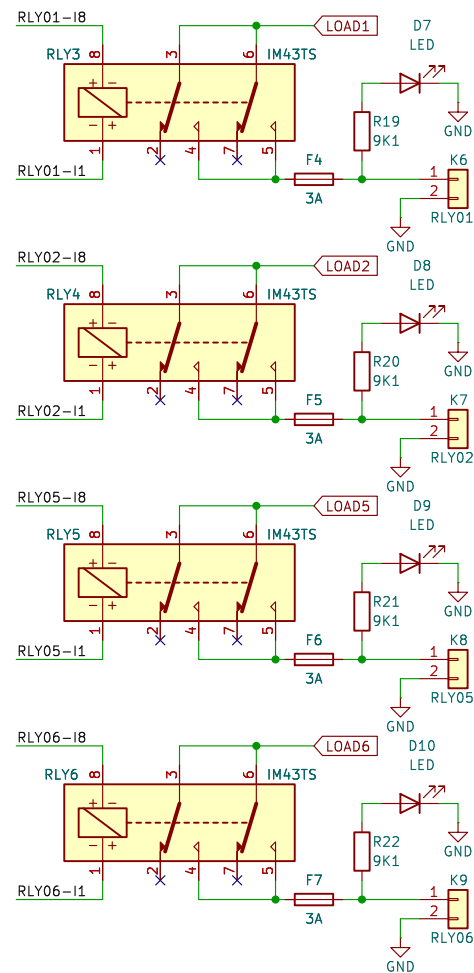 RLY01-I8
LOAD1
D7
LED
RLY3
8
3
6
IM43TS
+ −
− +
GND
R19
9K1
1
2
4
7
5
RLY01-I1
F4
3A
K6
1
2
RLY01
GND
RLY02-I8
LOAD2
D8
LED
RLY4
8
3
6
IM43TS
+ −
− +
GND
R20
9K1
1
2
4
7
5
RLY02-I1
F5
3A
K7
1
2
RLY02
GND
RLY05-I8
LOAD5
D9
LED
RLY5
8
3
6
IM43TS
+ −
− +
GND
R21
9K1
1
2
4
7
5
RLY05-I1
F6
3A
K8
1
2
RLY05
GND
RLY06-I8
LOAD6
D10
LED
RLY6
8
3
6
IM43TS
+ −
− +
GND
R22
9K1
1
2
4
7
5
RLY06-I1
F7
3A
K9
1
2
RLY06
GND